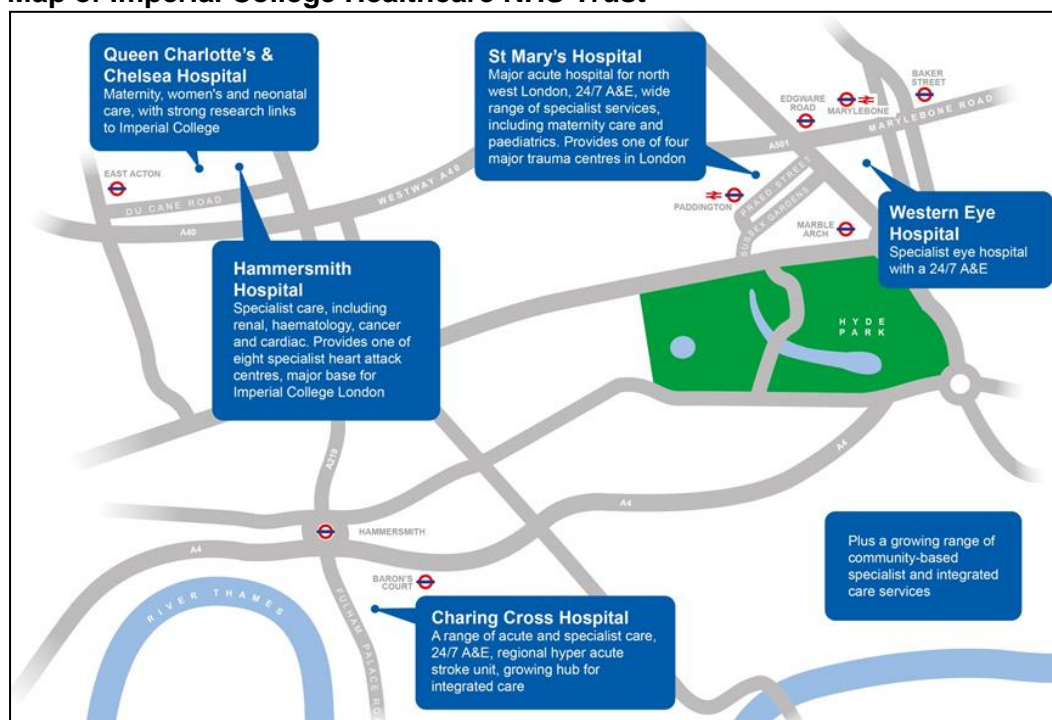 Map of Imperial College Healthcare NHS Trust
Queen Charlotte's &
Chelsea Hospital
Maternity, women's and neonatal
care, with strong research links
to Imperial College
St Mary's Hospital
Major acute hospital for north
west London, 24/7 A&E, wide
range of specialist services,
including maternity care and
paediatrics. Provides one of four
major trauma centres in London
BAKER
STREET
EDGWARE
ROAD
MARYLEBONE
MARYLEBONE ROAD
A501
EAST ACTON
DU CANE ROAD
A40
WESTWAY A40
PADDINGTON
PRAED STREET
SUSSEX GARDENS
MARBLE
ARCH
Western Eye
Hospital
Specialist eye hospital
with a 24/7 A&E
Hammersmith
Hospital
Specialist care, including
renal, haematology, cancer
and cardiac. Provides one of
eight specialist heart attack
centres, major base for
Imperial College London
HYDE
PARK
A219
A4
HAMMERSMITH
A4
BARON'S
COURT
RIVER THAMES
FULHAM PALACE RO
Charing Cross Hospital
A range of acute and specialist care,
24/7 A&E, regional hyper acute
stroke unit, growing hub for
integrated care
Plus a growing range of
community-based
specialist and integrated
care services